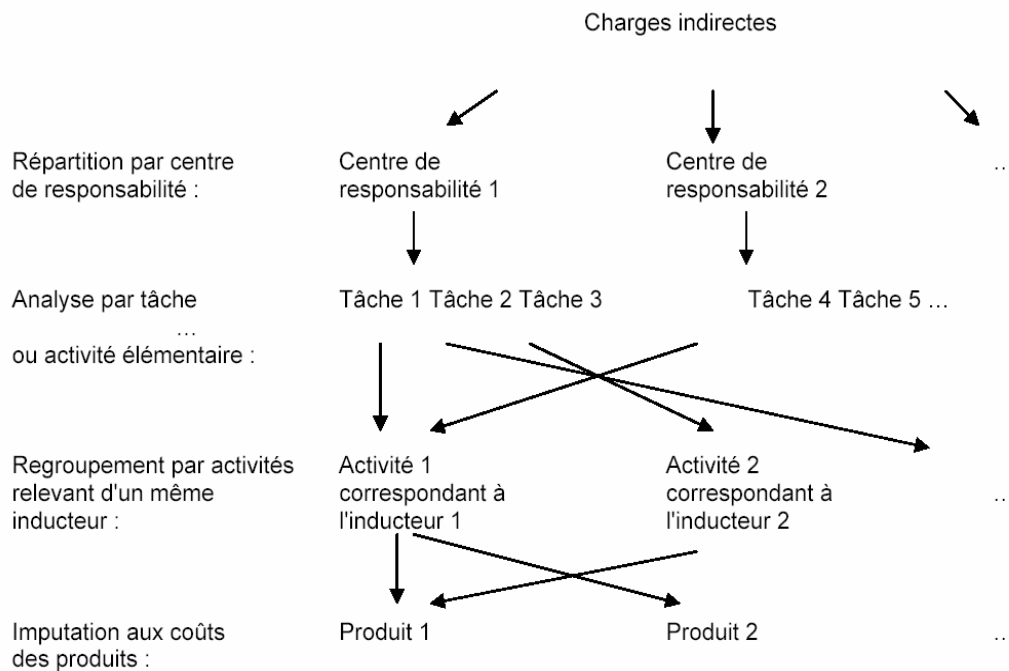 Charges indirectes
Répartition par centre
de responsabilité :
Centre de
responsabilité 1
Centre de
responsabilité 2
..
Analyse par tâche
...
ou activité élémentaire :
Tâche 1 Tâche 2 Tâche 3
Tâche 4 Tâche 5 ...
Regroupement par activités
relevant d'un même
inducteur :
Activité 1
correspondant à
l'inducteur 1
Activité 2
correspondant à
l'inducteur 2
..
Imputation aux coûts
des produits :
Produit 1
Produit 2
..